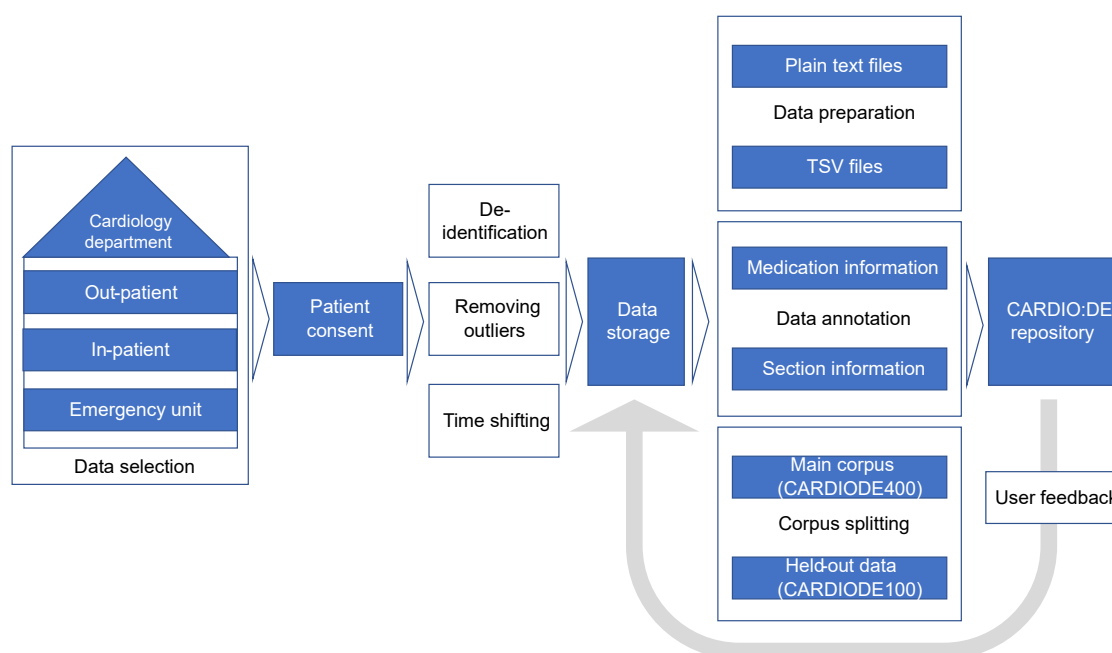 Cardiology
department
Out-patient
In-patient
Emergency unit
Data selection
Patient
consent
De-
identification
Removing
outliers
Time shifting
Data
storage
Plain text files
Data preparation
TSV files
Medication information
Data annotation
Section information
Main corpus
(CARDIODE400)
Corpus splitting
Held-out data
(CARDIODE100)
CARDIO:DE
repository
User feedback